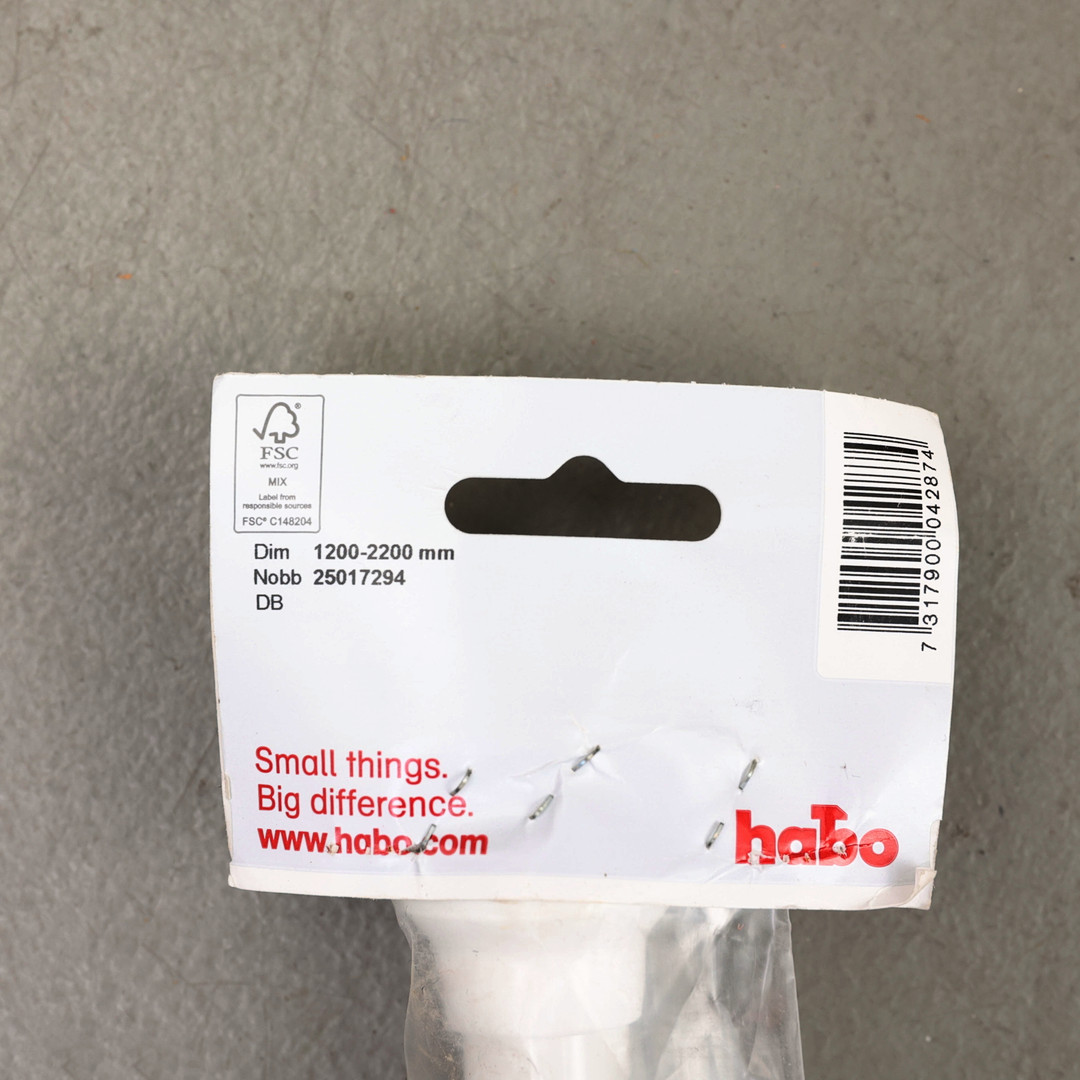 FSC®
www.fsc.org
MIX
Label from
responsible sources
FSC® C148204
Dim 1200-2200 mm
Nobb 25017294
DB
7 317900 042874
Small things.
Big difference.
www.habo.com
habo